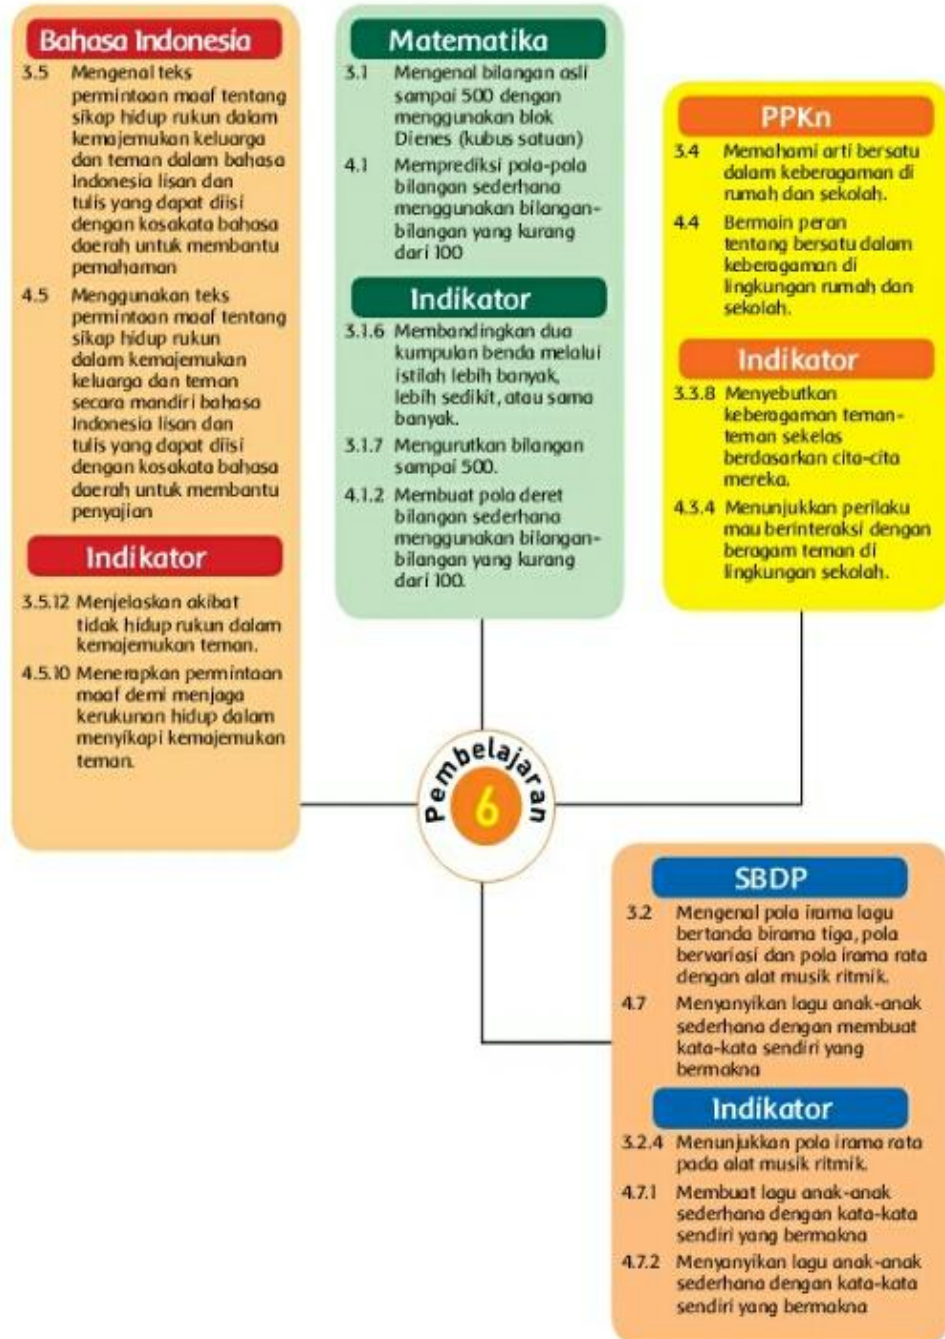 Bahasa Indonesia
3.5 Mengenal teks
permintaan maaf tentang
sikap hidup rukun dalam
kemajemukan keluarga
dan teman dalam bahasa
Indonesia lisan dan
tulis yang dapat diisi
dengan kosakata bahasa
daerah untuk membantu
pemahaman
4.5 Menggunakan teks
permintaan maaf tentang
sikap hidup rukun
dalam kemajemukan
keluarga dan teman
secara mandiri bahasa
Indonesia lisan dan
tulis yang dapat diisi
dengan kosakata bahasa
daerah untuk membantu
penyajian
Indikator
3.5.12 Menjelaskan akibat
tidak hidup rukun dalam
kemajemukan teman.
4.5.10 Menerapkan permintaan
maaf demi menjaga
kerukunan hidup dalam
menyikapi kemajemukan
teman.
Matematika
3.1 Mengenal bilangan asli
sampai 500 dengan
menggunakan blok
Dienes (kubus satuan)
4.1 Memprediksi pola-pola
bilangan sederhana
menggunakan bilangan-
bilangan yang kurang
dari 100
Indikator
3.1.6 Membandingkan dua
kumpulan benda melalui
istilah lebih banyak,
lebih sedikit, atau sama
banyak.
3.1.7 Mengurutkan bilangan
sampai 500.
4.1.2 Membuat pola deret
bilangan sederhana
menggunakan bilangan-
bilangan yang kurang
dari 100.
PPKn
3.4 Memahami arti bersatu
dalam keberagaman di
rumah dan sekolah.
4.4 Bermain peran
tentang bersatu dalam
keberagaman di
lingkungan rumah dan
sekolah.
Indikator
3.3.8 Menyebutkan
keberagaman teman-
teman sekelas
berdasarkan cita-cita
mereka.
4.3.4 Menunjukkan perilaku
mau berinteraksi dengan
beragam teman di
lingkungan sekolah.
Pembelajaran
6
SBDP
3.2 Mengenal pola irama lagu
bertanda birama tiga, pola
bervariasi dan pola irama rata
dengan alat musik ritmik.
4.7 Menyanyikan lagu anak-anak
sederhana dengan membuat
kata-kata sendiri yang
bermakna
Indikator
3.2.4 Menunjukkan pola irama rata
pada alat musik ritmik.
4.7.1 Membuat lagu anak-anak
sederhana dengan kata-kata
sendiri yang bermakna
4.7.2 Menyanyikan lagu anak-anak
sederhana dengan kata-kata
sendiri yang bermakna